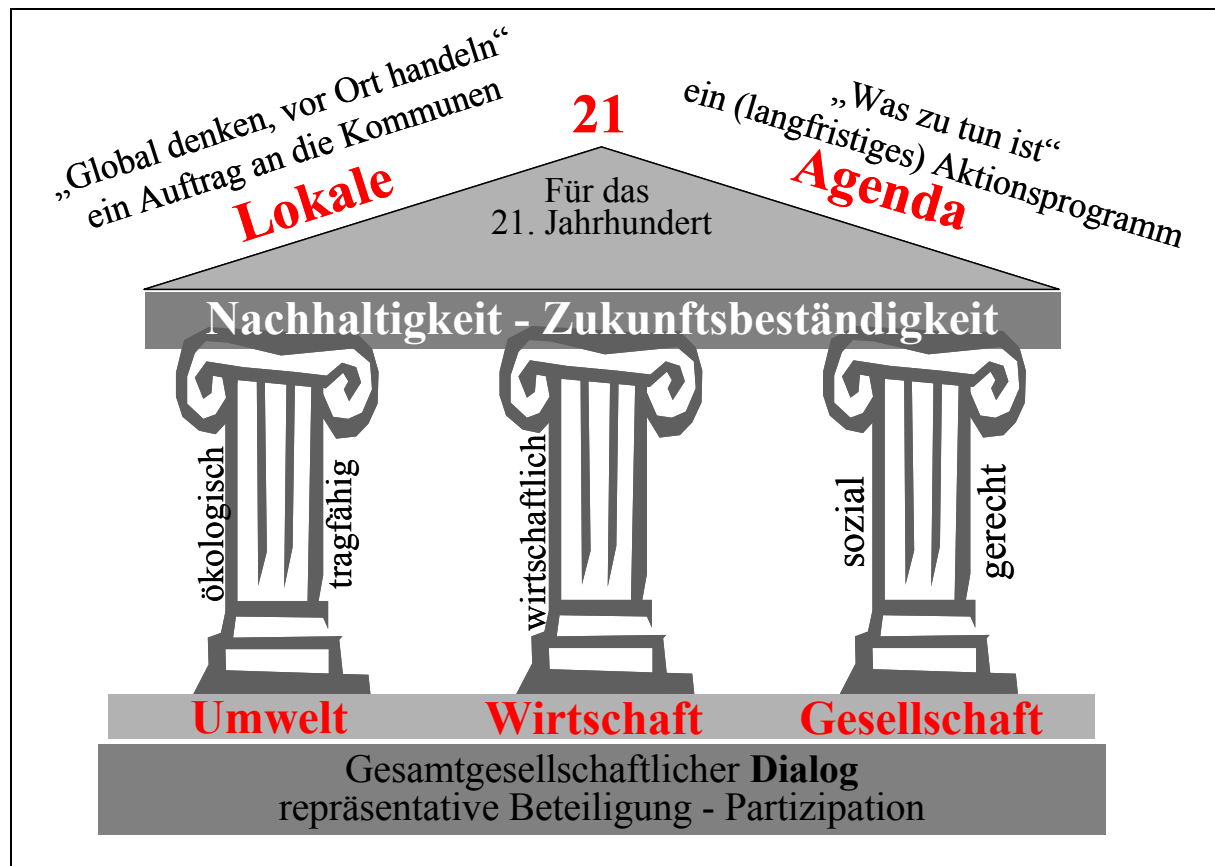 „Global denken, vor Ort handeln“
ein Auftrag an die Kommunen
Lokale
21
„Was zu tun ist“
ein (langfristiges) Aktionsprogramm
Agenda
Für das
21. Jahrhundert
Nachhaltigkeit - Zukunftsbeständigkeit
ökologisch
tragfähig
wirtschaftlich
sozial
gerecht
Umwelt
Wirtschaft
Gesellschaft
Gesamtgesellschaftlicher Dialog
repräsentative Beteiligung - Partizipation